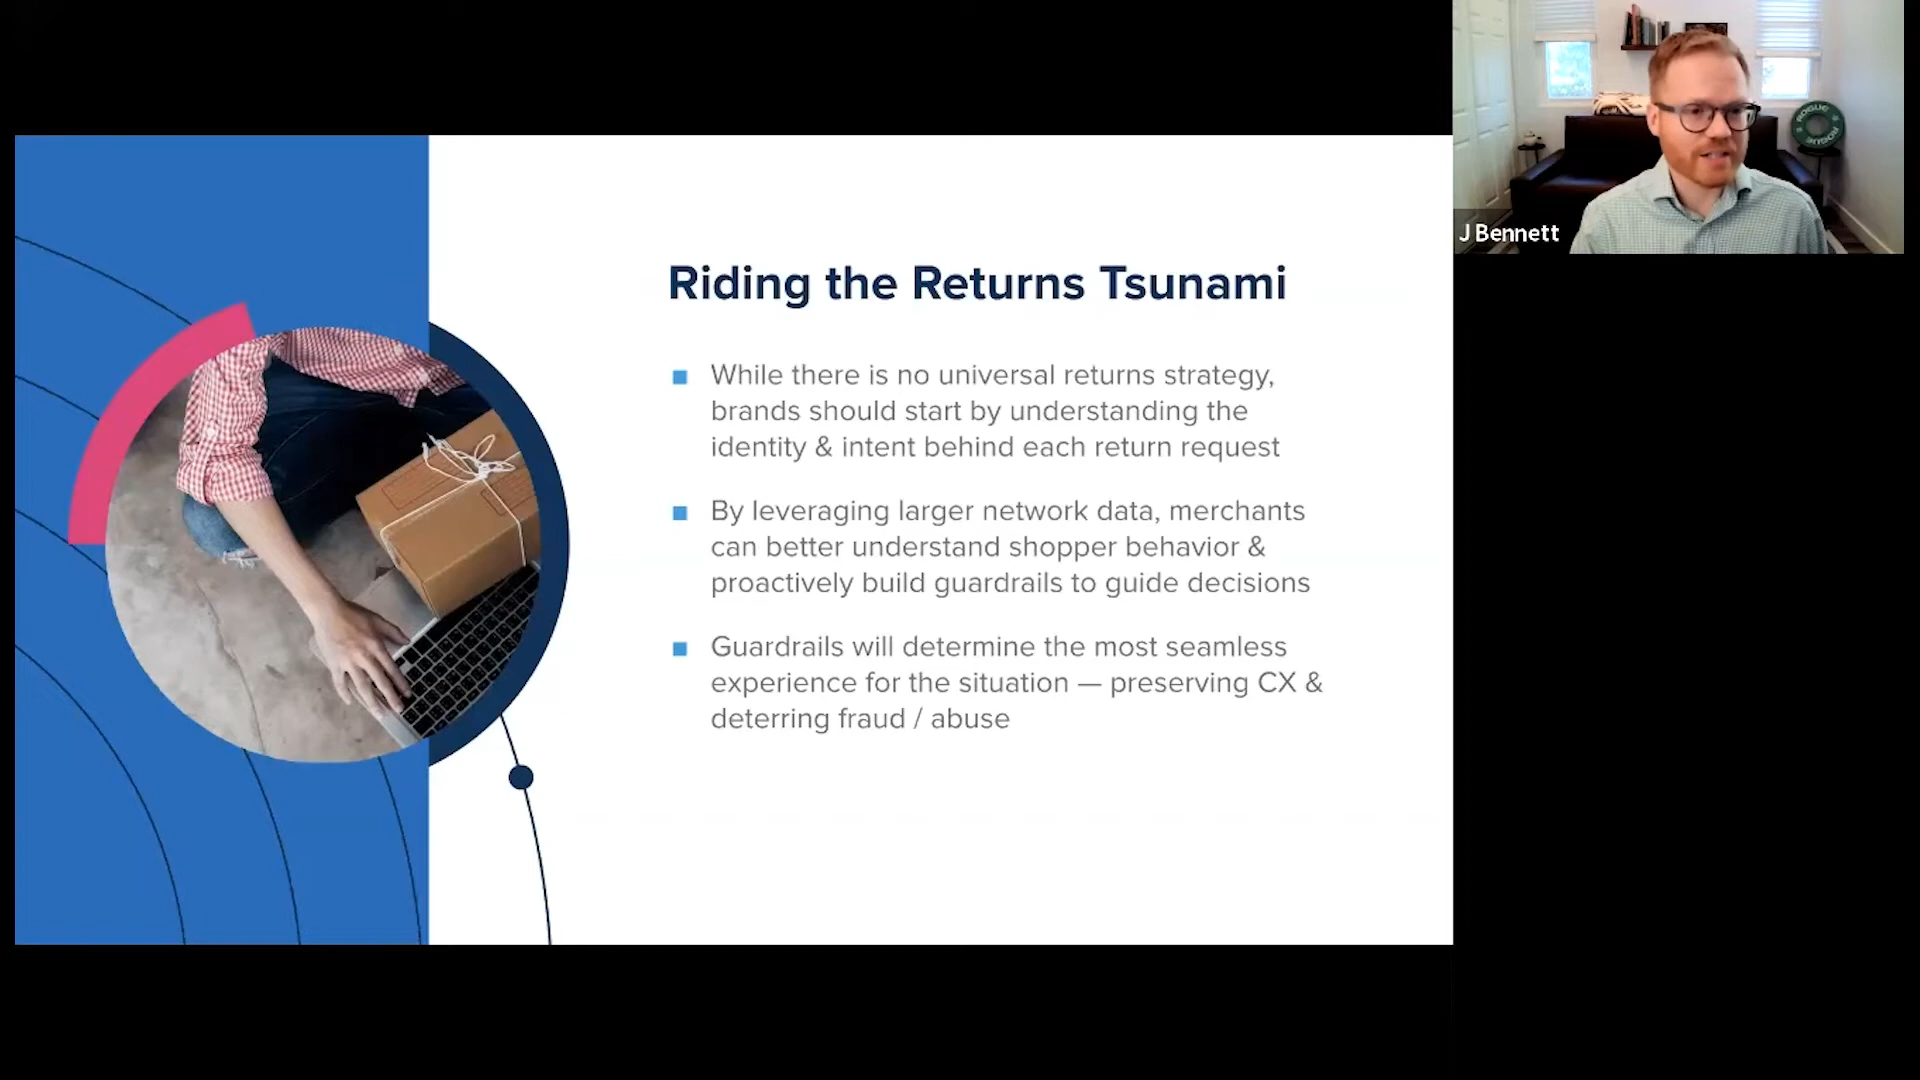 Riding the Returns Tsunami
While there is no universal returns strategy,
brands should start by understanding the
identity & intent behind each return request
By leveraging larger network data, merchants
can better understand shopper behavior &
proactively build guardrails to guide decisions
Guardrails will determine the most seamless
experience for the situation — preserving CX &
deterring fraud / abuse
J Bennett
ROGUE
ROGUE